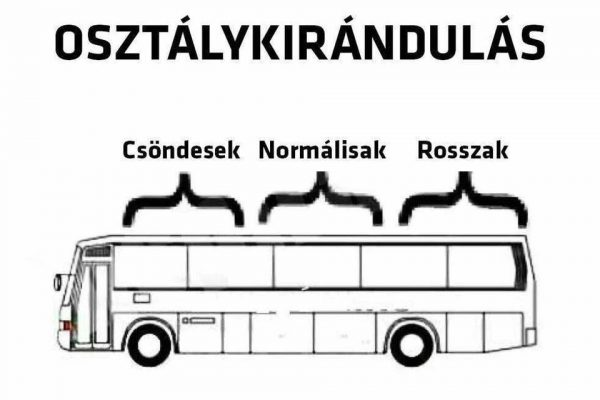 OSZTÁLYKIRÁNDULÁS
Csöndesek Normálisak Rosszak